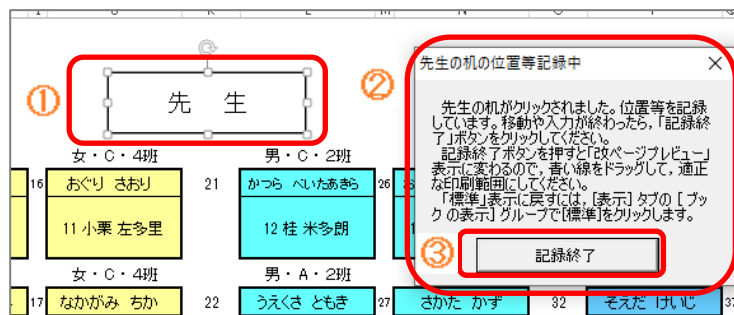 ①
先 生
②
先生の机の位置等記録中
先生の机がクリックされました。位置等を記録
しています。移動や入力が終わったら、「記録終
了」ボタンをクリックしてください。
記録終了ボタンを押すと「改ページプレビュー」
表示に変わるので、青い線をドラッグして、適正
な印刷範囲にしてください。
「標準」表示に戻すには、[表示] タブの [ ブッ
ク の表示] グループで[標準]をクリックします。
③
記録終了
女・C・4班
男・C・2班
16
おぐり さおり
21
かつら べいたあきら
26
11 小栗 左多里
12 桂 米多朗
女・C・4班
男・A・2班
17
なかがみ ちか
22
うえくさ ともき
27
さかた かず
32
そえだ けいじ
37